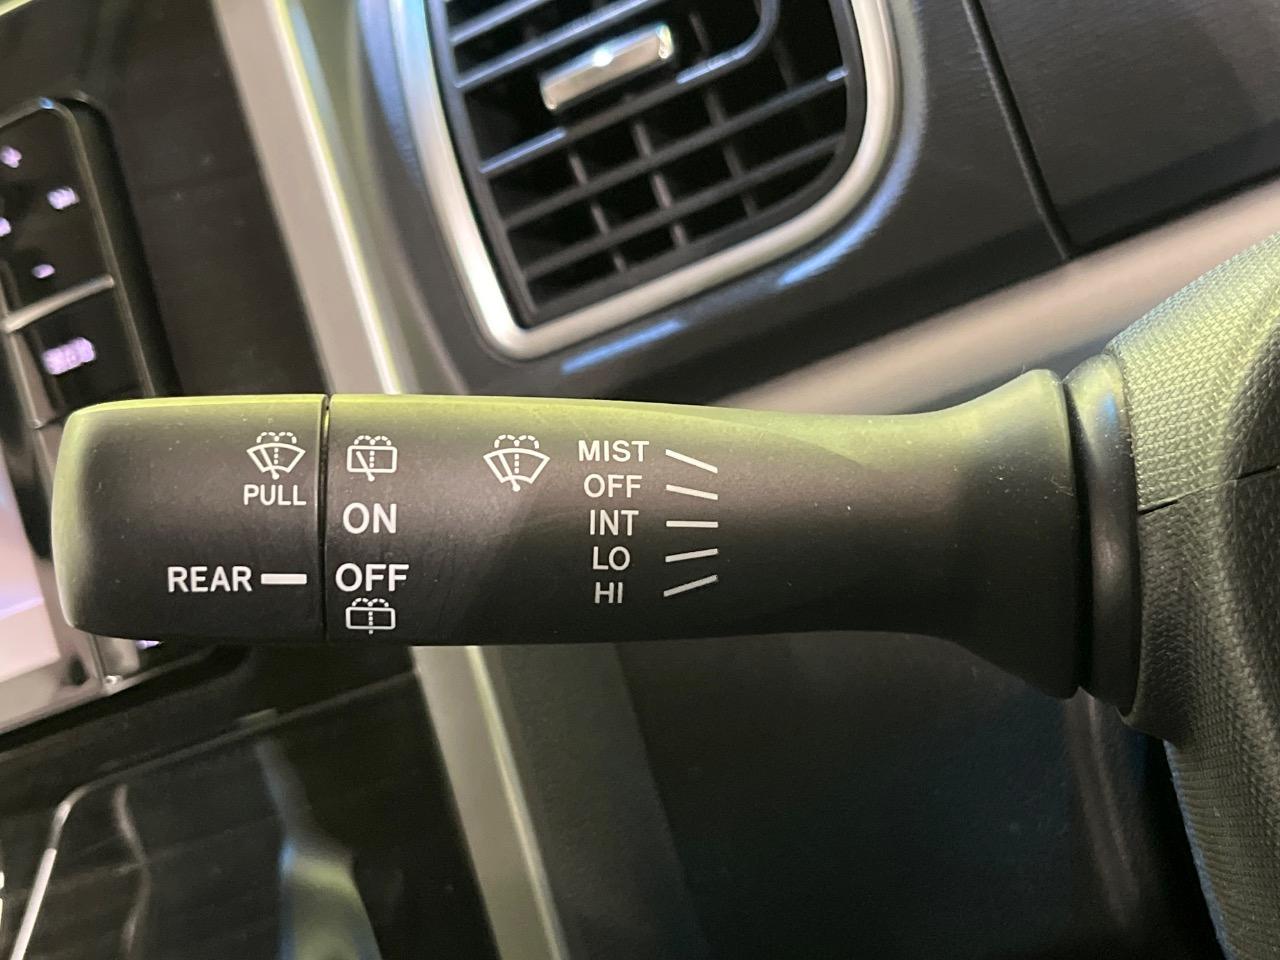 PULL
REAR
ON
OFF
MIST
OFF
INT
LO
HI